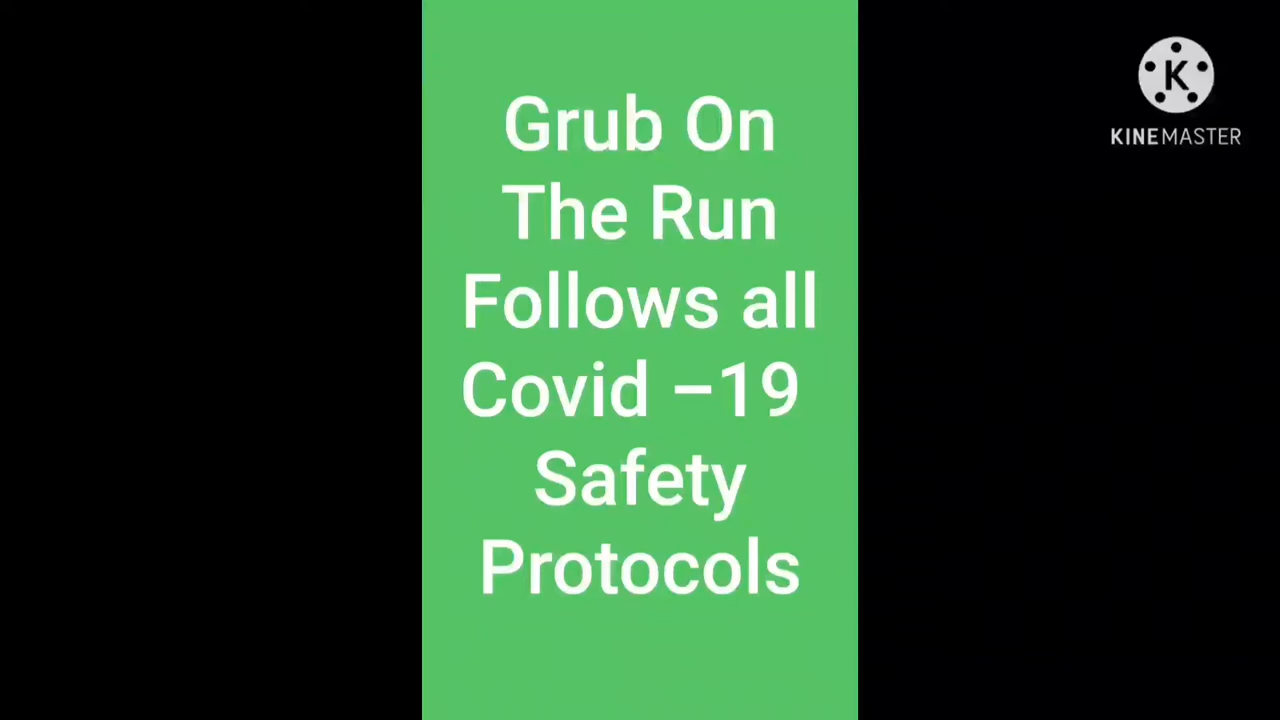 Grub On
The Run
Follows all
Covid –19
Safety
Protocols
K
KINEMASTER